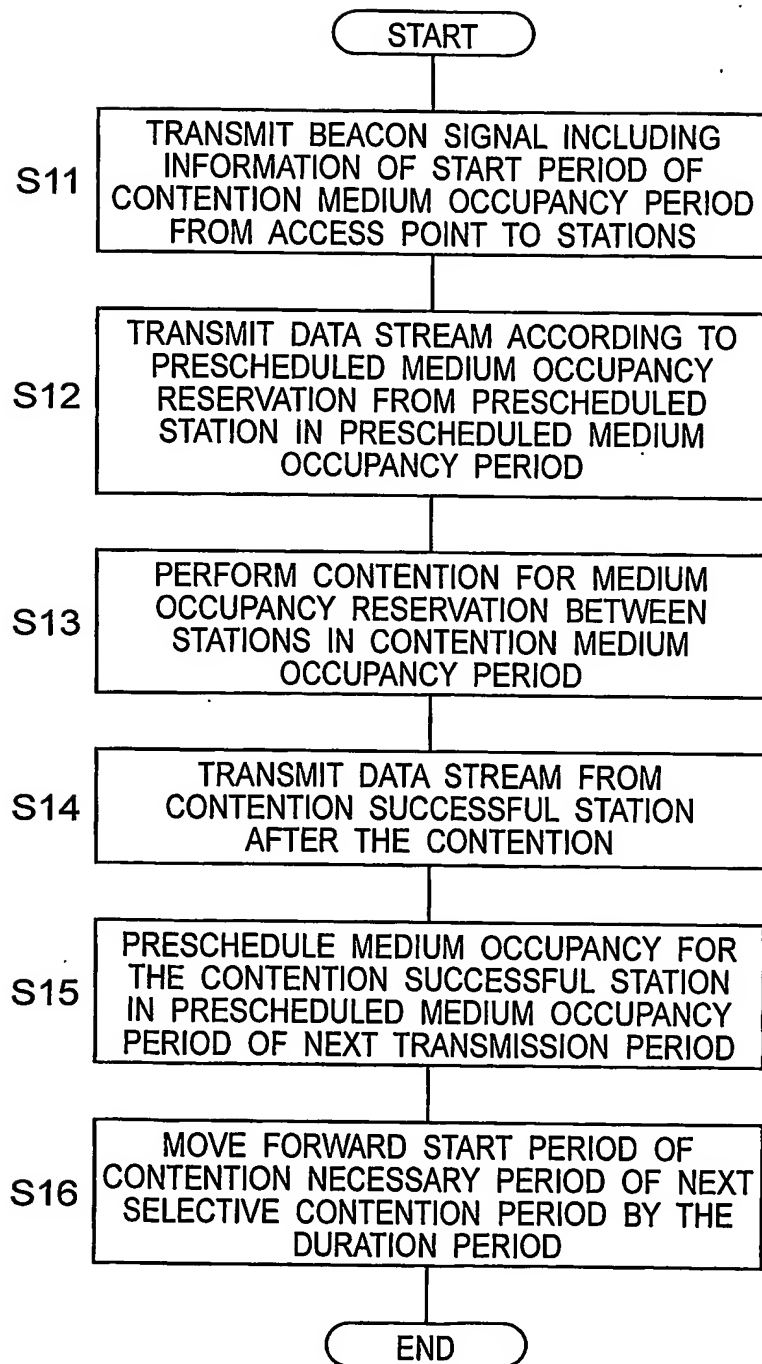 START
S11
TRANSMIT BEACON SIGNAL INCLUDING
INFORMATION OF START PERIOD OF
CONTENTION MEDIUM OCCUPANCY PERIOD
FROM ACCESS POINT TO STATIONS
S12
TRANSMIT DATA STREAM ACCORDING TO
PRESCHEDULED MEDIUM OCCUPANCY
RESERVATION FROM PRESCHEDULED
STATION IN PRESCHEDULED MEDIUM
OCCUPANCY PERIOD
S13
PERFORM CONTENTION FOR MEDIUM
OCCUPANCY RESERVATION BETWEEN
STATIONS IN CONTENTION MEDIUM
OCCUPANCY PERIOD
S14
TRANSMIT DATA STREAM FROM
CONTENTION SUCCESSFUL STATION
AFTER THE CONTENTION
S15
PRESCHEDULE MEDIUM OCCUPANCY FOR
THE CONTENTION SUCCESSFUL STATION
IN PRESCHEDULED MEDIUM OCCUPANCY
PERIOD OF NEXT TRANSMISSION PERIOD
S16
MOVE FORWARD START PERIOD OF
CONTENTION NECESSARY PERIOD OF NEXT
SELECTIVE CONTENTION PERIOD BY THE
DURATION PERIOD
END